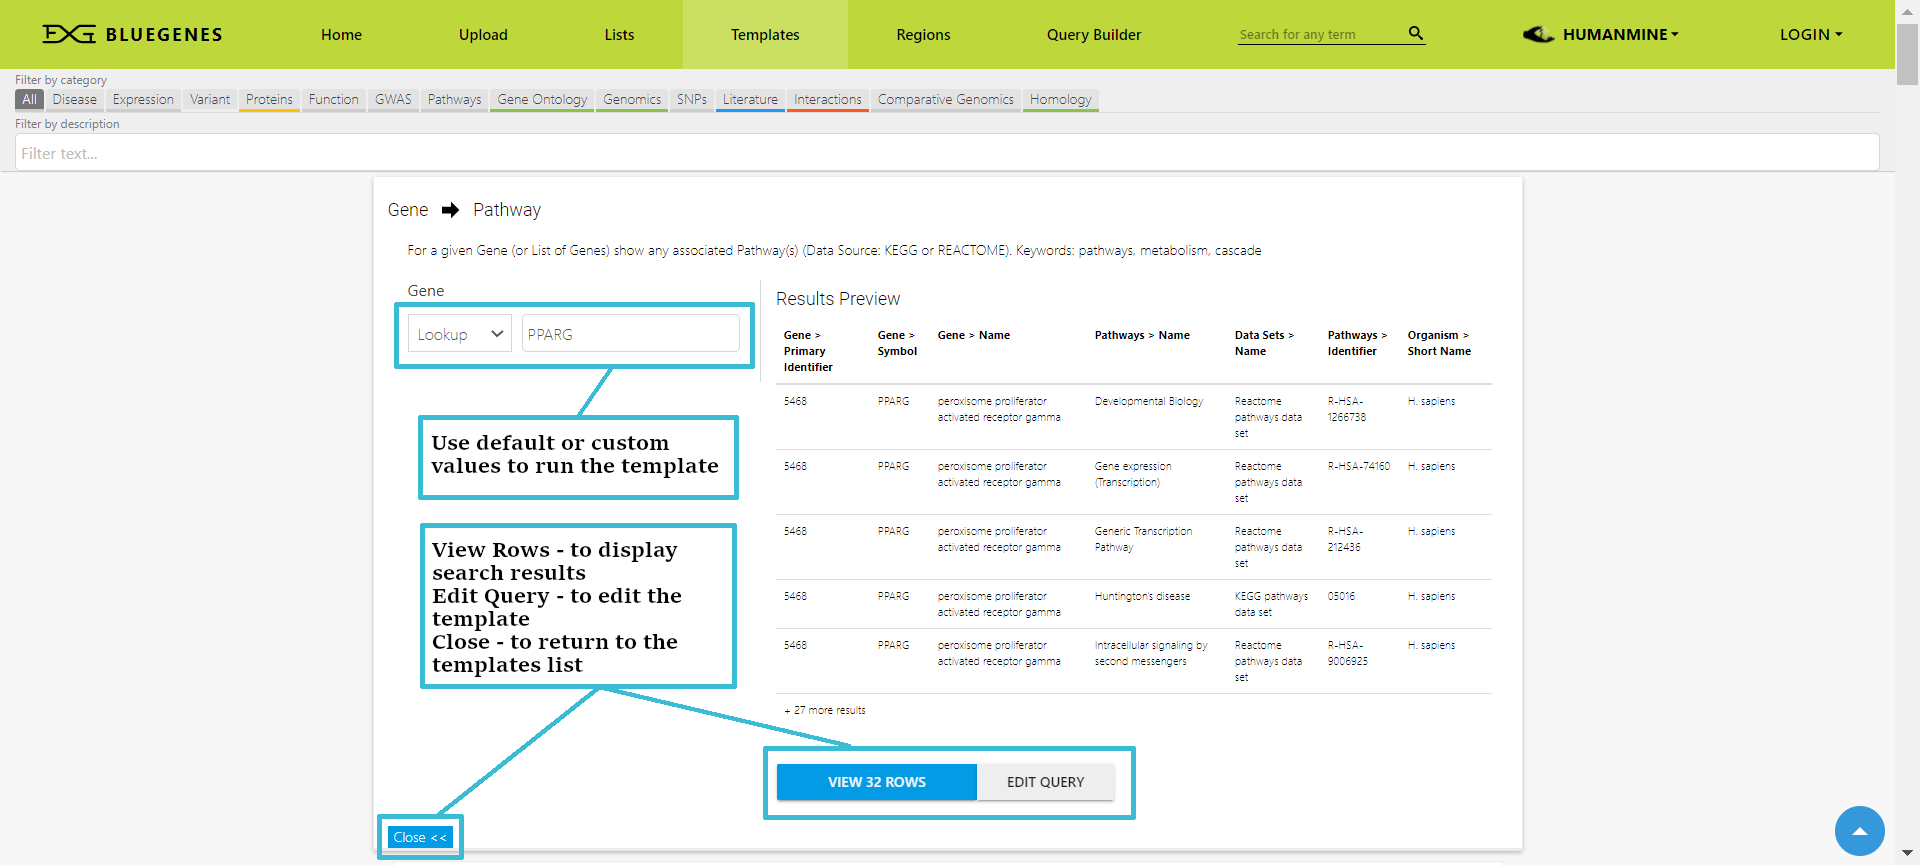 BLUEGENES
Home
Upload
Lists
Templates
Regions
Query Builder
Search for any term
HUMANMINE
LOGIN
Filter by category
All Disease Expression Variant Proteins Function GWAS Pathways Gene Ontology Genomics SNPs Literature Interactions Comparative Genomics Homology
Filter by description
Filter text...
Gene Pathway
For a given Gene (or List of Genes) show any associated Pathway(s) (Data Source: KEGG or REACTOME). Keywords: pathways, metabolism, cascade
Gene
Lookup
PPARG
Use default or custom
values to run the template
View Rows - to display
search results
Edit Query - to edit the
template
Close - to return to the
templates list
Results Preview
Gene > Gene > Gene > Name Pathways > Name Data Sets > Pathways > Organism >
Primary Symbol Name Identifier Short Name
Identifier
5468 PPARG peroxisome proliferator Developmental Biology Reactome R-HSA- H. sapiens
activated receptor gamma pathways data 1266738
set
5468 PPARG peroxisome proliferator Gene expression Reactome R-HSA-74160 H. sapiens
activated receptor gamma (Transcription) pathways data
set
5468 PPARG peroxisome proliferator Generic Transcription Reactome R-HSA- H. sapiens
activated receptor gamma Pathway pathways data 212436
set
5468 PPARG peroxisome proliferator Huntington's disease KEGG pathways 05016 H. sapiens
activated receptor gamma data set
5468 PPARG peroxisome proliferator Intracellular signaling by Reactome R-HSA- H. sapiens
activated receptor gamma second messengers pathways data 9006925
set
+ 27 more results
VIEW 32 ROWS
EDIT QUERY
Close <<